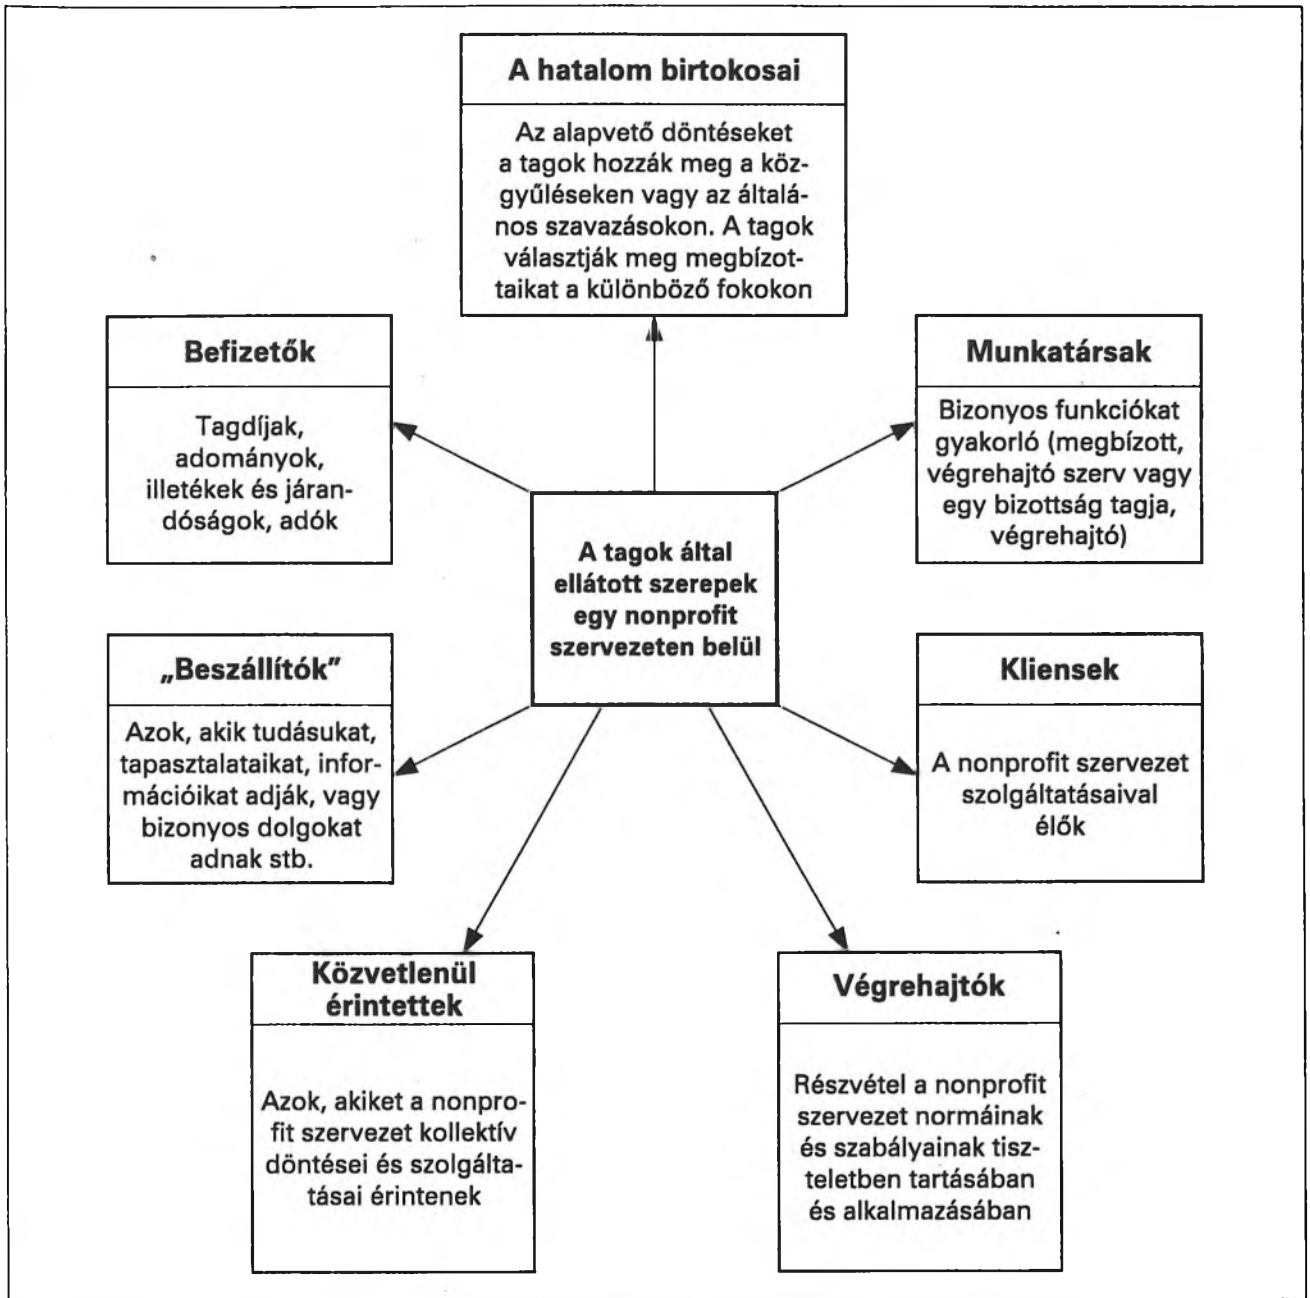 A hatalom birtokosai
Az alapvető döntéseket
a tagok hozzák meg a köz-
gyűléseken vagy az általá-
nos szavazásokon. A tagok
választják meg megbízot-
taikat a különböző fokokon
Befizetők
Tagdíjak,
adományok,
illetékek és járan-
dóságok, adók
Munkatársak
Bizonyos funkciókat
gyakorló (megbízott,
végrehajtó szerv vagy
egy bizottság tagja,
végrehajtó)
A tagok által
ellátott szerepek
egy nonprofit
szervezeten belül
„Beszállítók”
Azok, akik tudásukat,
tapasztalataikat, infor-
mációikat adják, vagy
bizonyos dolgokat
adnak stb.
Kliensek
A nonprofit szervezet
szolgáltatásaival
élők
Közvetlenül
érintettek
Azok, akiket a nonpro-
fit szervezet kollektív
döntései és szolgálta-
tásai érintenek
Végrehajtók
Részvétel a nonprofit
szervezet normáinak
és szabályainak tisz-
teletben tartásában
és alkalmazásában